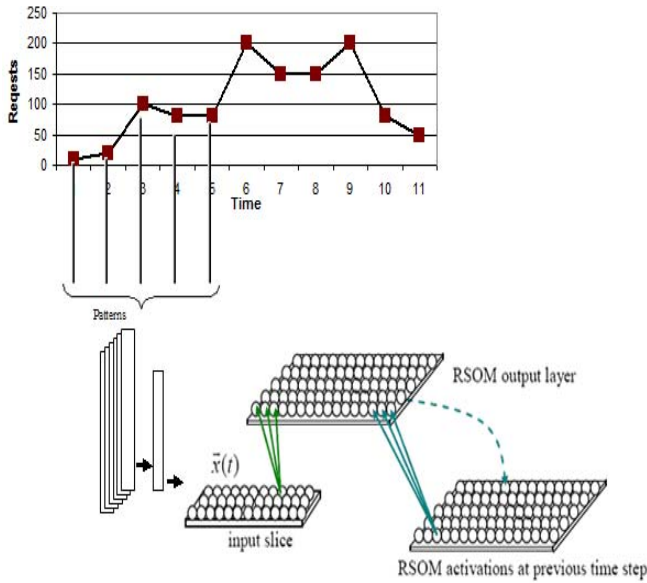 250
200
150
100
50
0
Reqests
1 2 3 4 5 6 7 8 9 10 11
Time
Patterns
RSOM output layer
x(t)
input slice
RSOM activations at previous time step